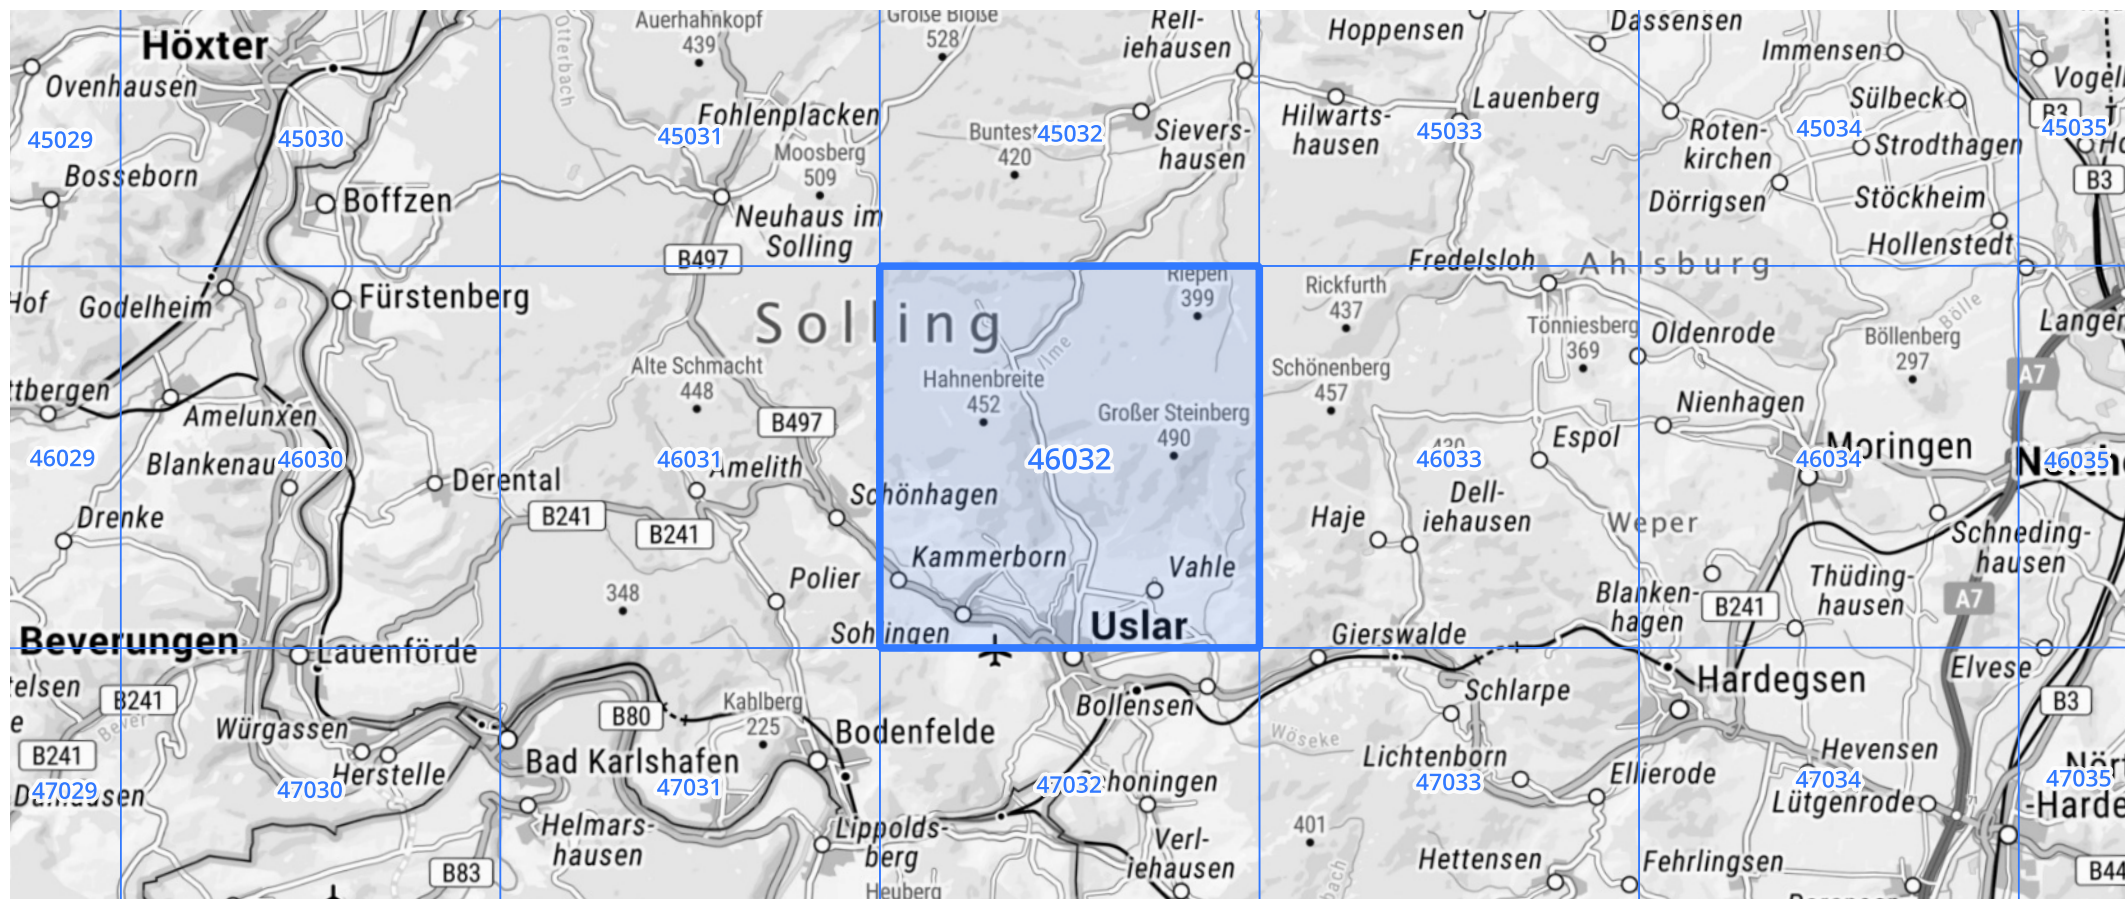 Höxter
Ovenhausen
45029
45030
Bosseborn
Boffzen
Otterbach
Auerhahnkopf
439
Fohlenplacken
45031
Moosberg
509
Neuhaus im
Solling
B497
Große Blöße
528
Rell-
iehausen
45032
420
Sievers-
hausen
Hoppensen
Hilwarts-
hausen
Lauenberg
45033
Fredelsloh
Dassensen
Immensen
Sülbeck
Roten-
kirchen
45034
Strodthagen
Dörrigsen
Stöckheim
Hollenstedt
Ahlsburg
B3
45035
B3
Godelheim
Fürstenberg
Amelunxen
46029
Blankenau
46030
Derental
Drenke
Beverungen
Lauenförde
Solling
Alte Schmacht
448
B497
46031
Amelith
B241
B241
Polier
348
Schönhagen
Sohlingen
Riepen
399
Ilme
Hahnenbreite
452
Großer Steinberg
490
46032
Kammerborn
Vahle
Uslar
Rickfurth
437
Schönenberg
457
Tönniesberg
369
Oldenrode
Nienhagen
Espol
46033
Haje
Dell-
iehausen
Weper
Gierswalde
Blanken-
hagen
Böllenberg
297
Bölle
A7
Moringen
46034
46035
Schneding-
hausen
Thüding-
hausen
A7
B241
Elvese
B241
Bever
B241
47029
Würgassen
Herstelle
47030
B83
Bad Karlshafen
Helmars-
hausen
B80
Kahlberg
225
47031
Bodenfelde
Lippolds-
berg
Heuberg
Bollensen
47032
Verl-
iehausen
Wöseke
Schlarpe
Lichtenborn
47033
401
Hettensen
Hardegsen
Ellierode
Hevensen
47034
Lütgenrode
Fehrlingsen
B3
47035